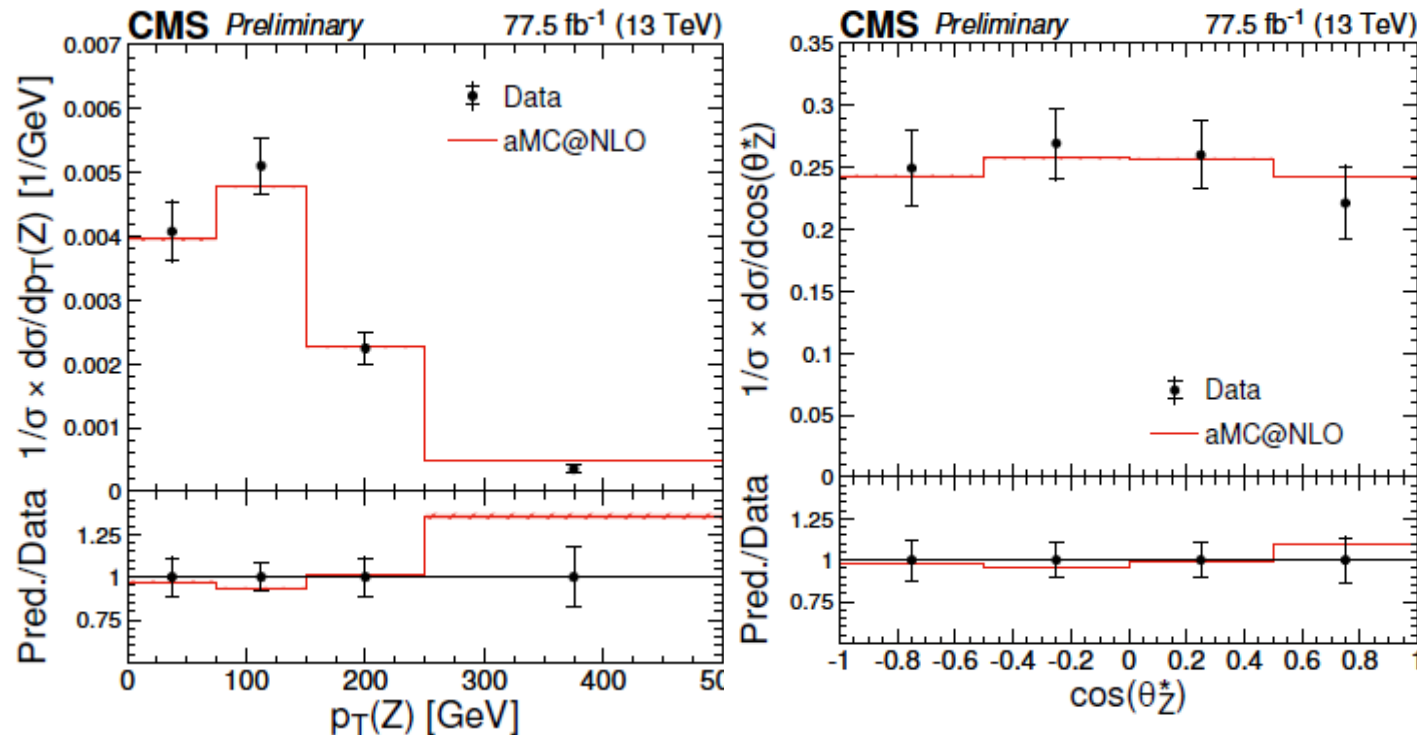 CMS Preliminary 77.5 fb⁻¹ (13 TeV)
1/σ × dσ/dp_T(Z) [1/GeV]
0.007
0.006
0.005
0.004
0.003
0.002
0.001
0
Data
aMC@NLO
Pred./Data
1.25
1
0.75
0 100 200 300 400 50
p_T(Z) [GeV]
CMS Preliminary 77.5 fb⁻¹ (13 TeV)
1/σ × dσ/dcos(θ*_Z)
0.35
0.3
0.25
0.2
0.15
0.1
0.05
0
Data
aMC@NLO
Pred./Data
1.25
1
0.75
-1 -0.8 -0.6 -0.4 -0.2 0 0.2 0.4 0.6 0.8 1
cos(θ*_Z)